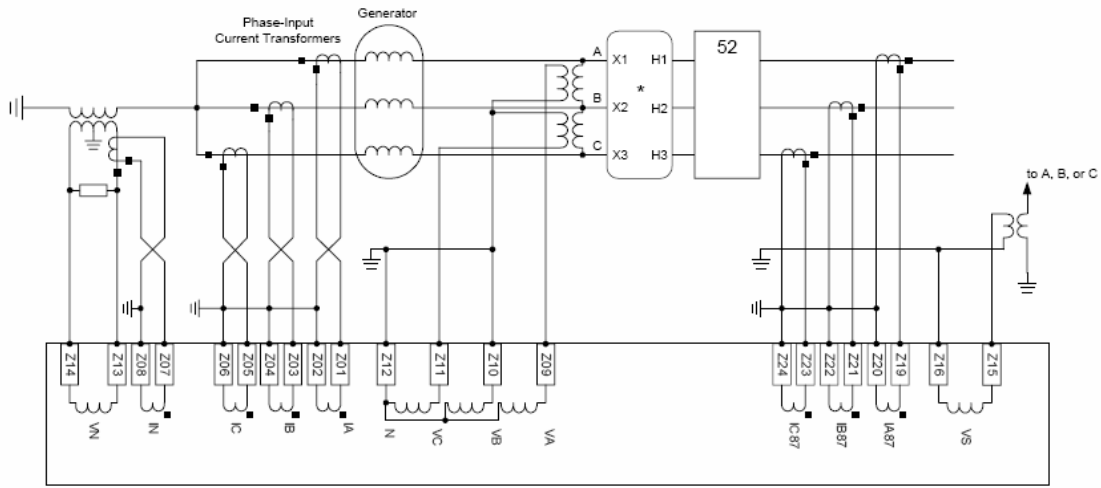 Generator
Phase-Input
Current Transformers
A
B
C
X1
X2
X3
*
H1
H2
H3
52
to A, B, or C
Z14
Z13
Z08
Z07
Z06
Z05
Z04
Z03
Z02
Z01
Z12
Z11
Z10
Z09
Z24
Z23
Z22
Z21
Z20
Z19
Z16
Z15
VN
IN
IC
IB
IA
N
VC
VB
VA
IC87
IB87
IA87
VS